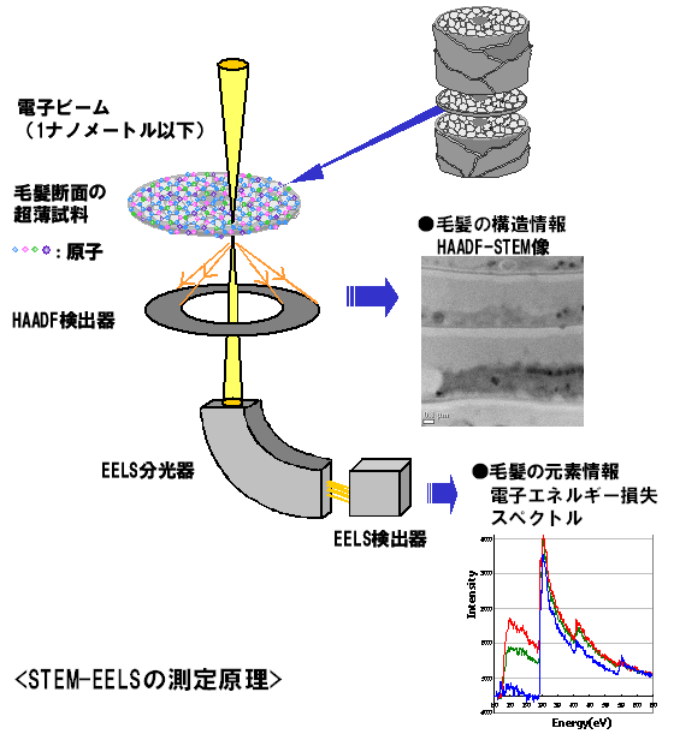 電子ビーム
（1ナノメートル以下）
毛髪断面の
超薄試料
：原子
●毛髪の構造情報
HAADF-STEM像
HAADF検出器
0.1 μm
EELS分光器
●毛髪の元素情報
電子エネルギー損失
スペクトル
EELS検出器
Intensity
Energy(eV)
<STEM-EELSの測定原理>